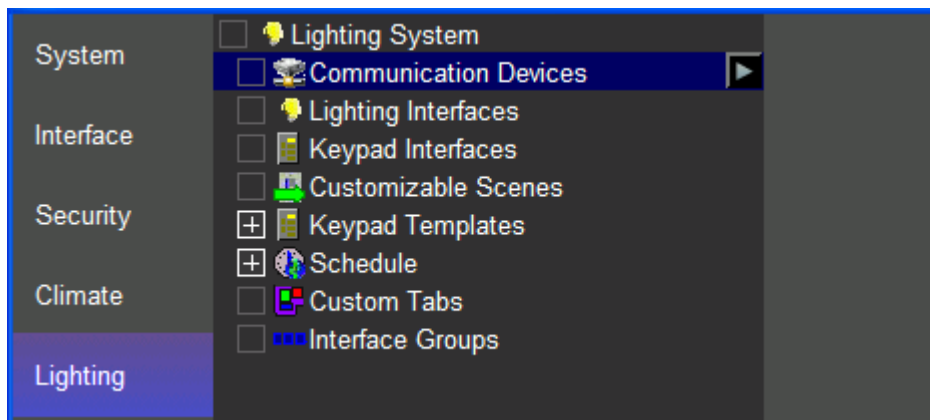 System
Interface
Security
Climate
Lighting
Lighting System
Communication Devices
Lighting Interfaces
Keypad Interfaces
Customizable Scenes
Keypad Templates
Schedule
Custom Tabs
Interface Groups